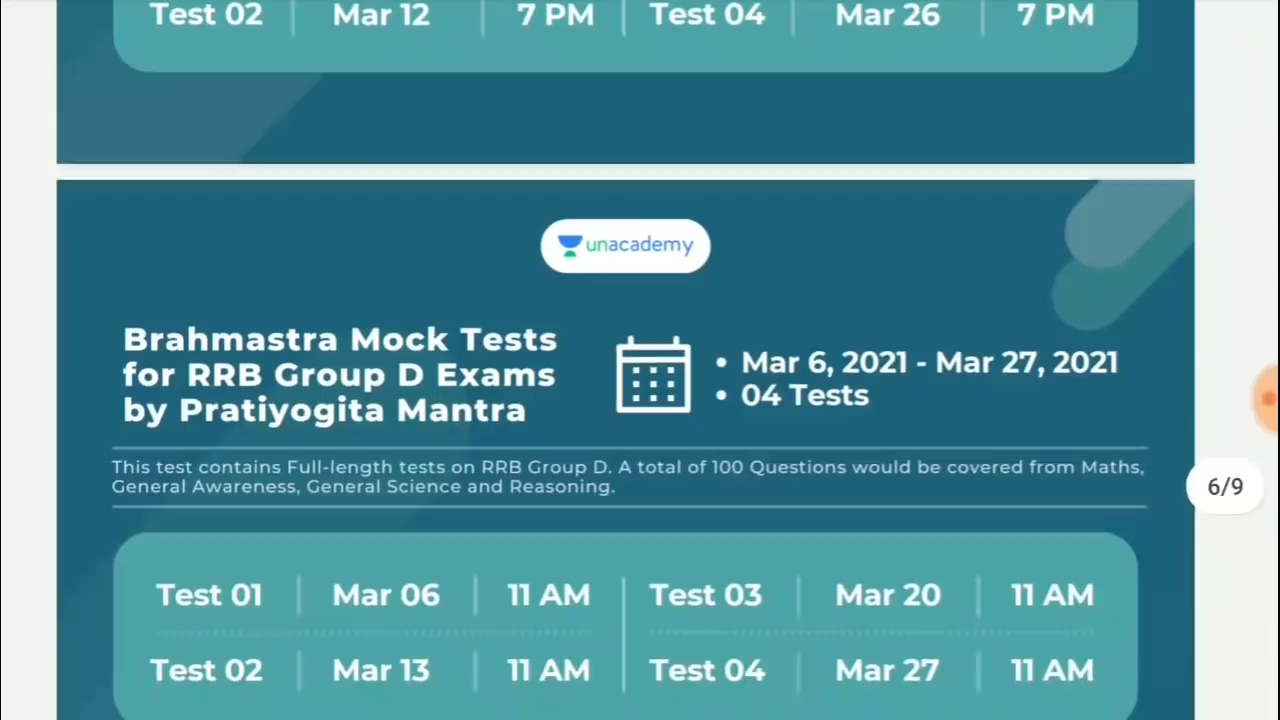 Test 02 Mar 12 7 PM Test 04 Mar 26 7 PM
unacademy
Brahmastra Mock Tests
for RRB Group D Exams
by Pratiyogita Mantra
• Mar 6, 2021 - Mar 27, 2021
• 04 Tests
This test contains Full-length tests on RRB Group D. A total of 100 Questions would be covered from Maths,
General Awareness, General Science and Reasoning.
6/9
Test 01 Mar 06 11 AM Test 03 Mar 20 11 AM
Test 02 Mar 13 11 AM Test 04 Mar 27 11 AM